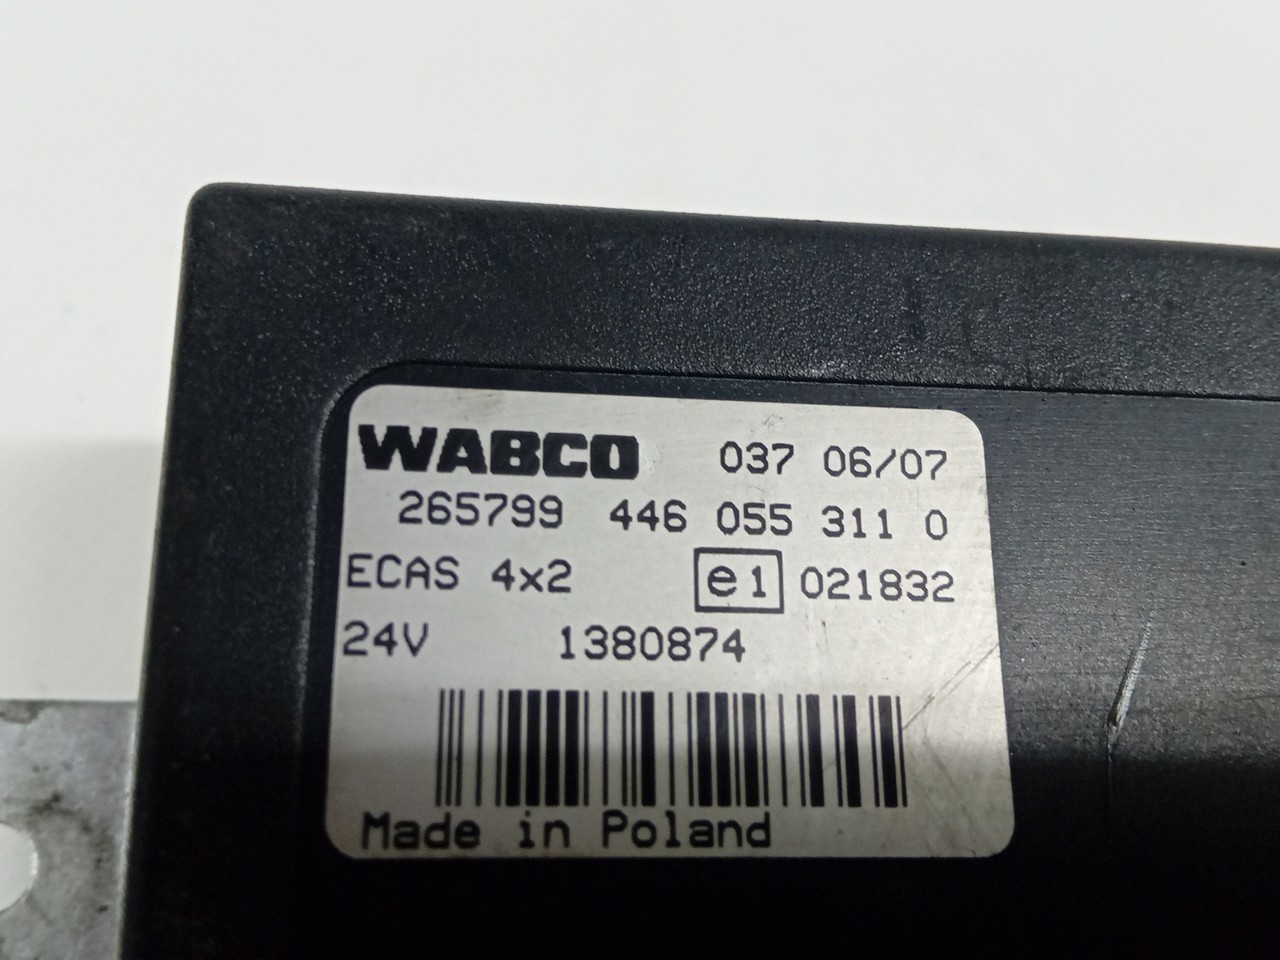 WABCO 037 06/07
265799 446 055 311 0
ECAS 4x2 e1 021832
24V 1380874
Made in Poland